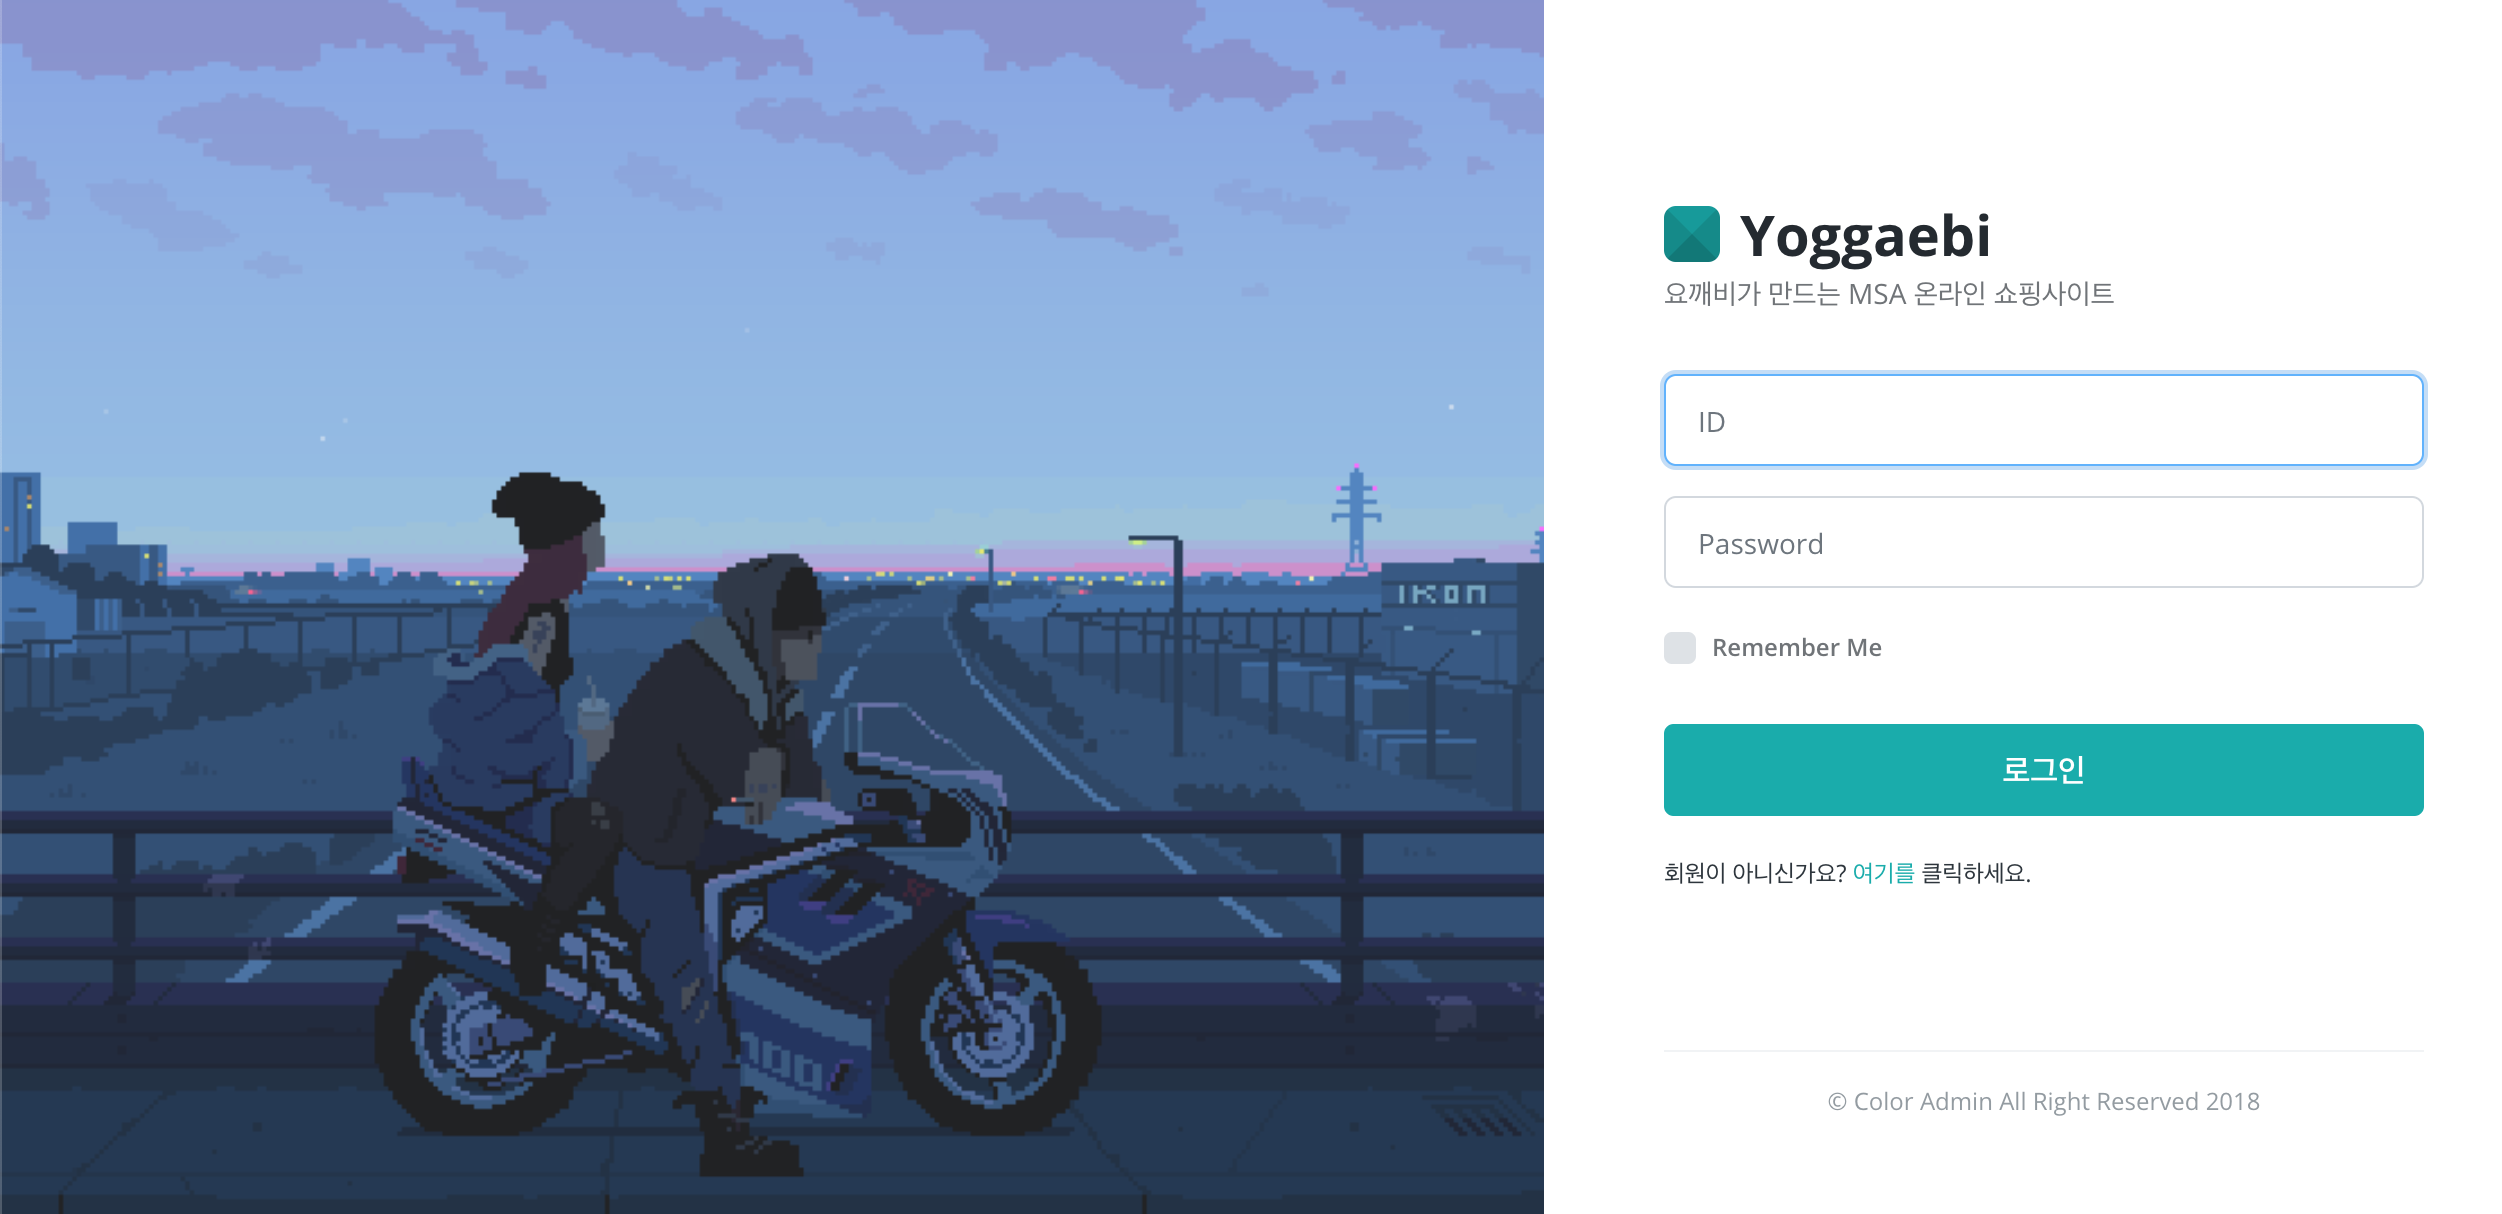 IKON
Yoggaebi
요깨비가 만드는 MSA 온라인 쇼핑사이트
ID
Password
Remember Me
로그인
회원이 아니신가요? 여기를 클릭하세요.
© Color Admin All Right Reserved 2018